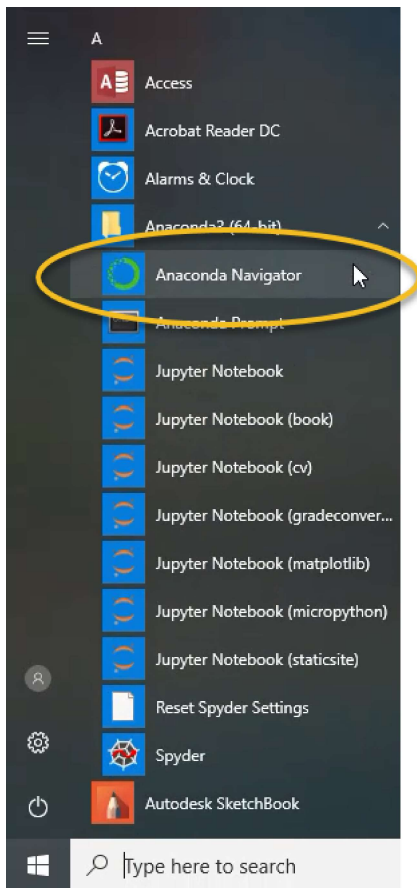 A
Access
Acrobat Reader DC
Alarms & Clock
Anaconda3 (64-bit)
Anaconda Navigator
Anaconda Prompt
Jupyter Notebook
Jupyter Notebook (book)
Jupyter Notebook (cv)
Jupyter Notebook (gradeconver...
Jupyter Notebook (matplotlib)
Jupyter Notebook (micropython)
Jupyter Notebook (staticsite)
Reset Spyder Settings
Spyder
Autodesk SketchBook
Type here to search